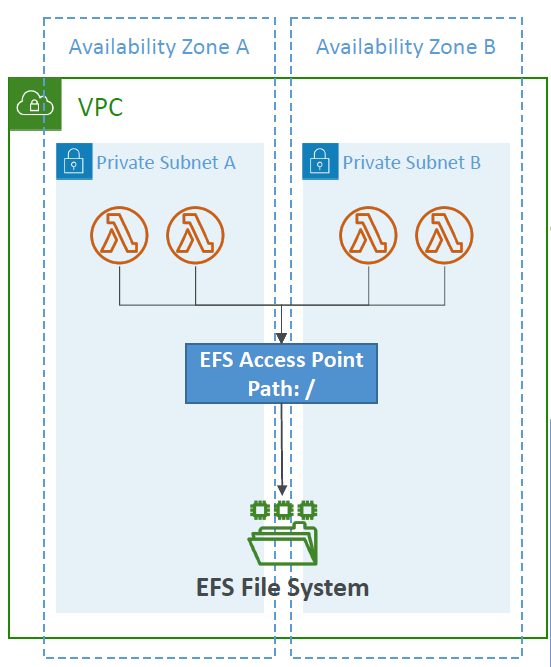 Availability Zone A
Availability Zone B
VPC
Private Subnet A
Private Subnet B
EFS Access Point
Path: /
EFS File System